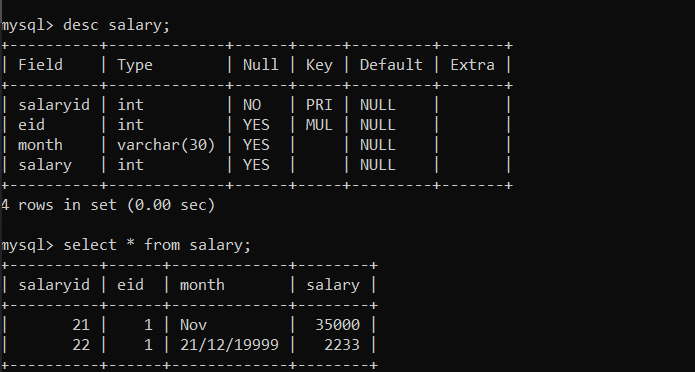 mysql> desc salary;
+----------+-------------+------+-----+---------+-------+
| Field    | Type        | Null | Key | Default | Extra |
+----------+-------------+------+-----+---------+-------+
| salaryid | int         | NO   | PRI | NULL    |       |
| eid      | int         | YES  | MUL | NULL    |       |
| month    | varchar(30) | YES  |     | NULL    |       |
| salary   | int         | YES  |     | NULL    |       |
+----------+-------------+------+-----+---------+-------+
4 rows in set (0.00 sec)
mysql> select * from salary;
+----------+------+-------------+--------+
| salaryid | eid  | month       | salary |
+----------+------+-------------+--------+
|       21 |    1 | Nov         |  35000 |
|       22 |    1 | 21/12/19999 |   2233 |
+----------+------+-------------+--------+